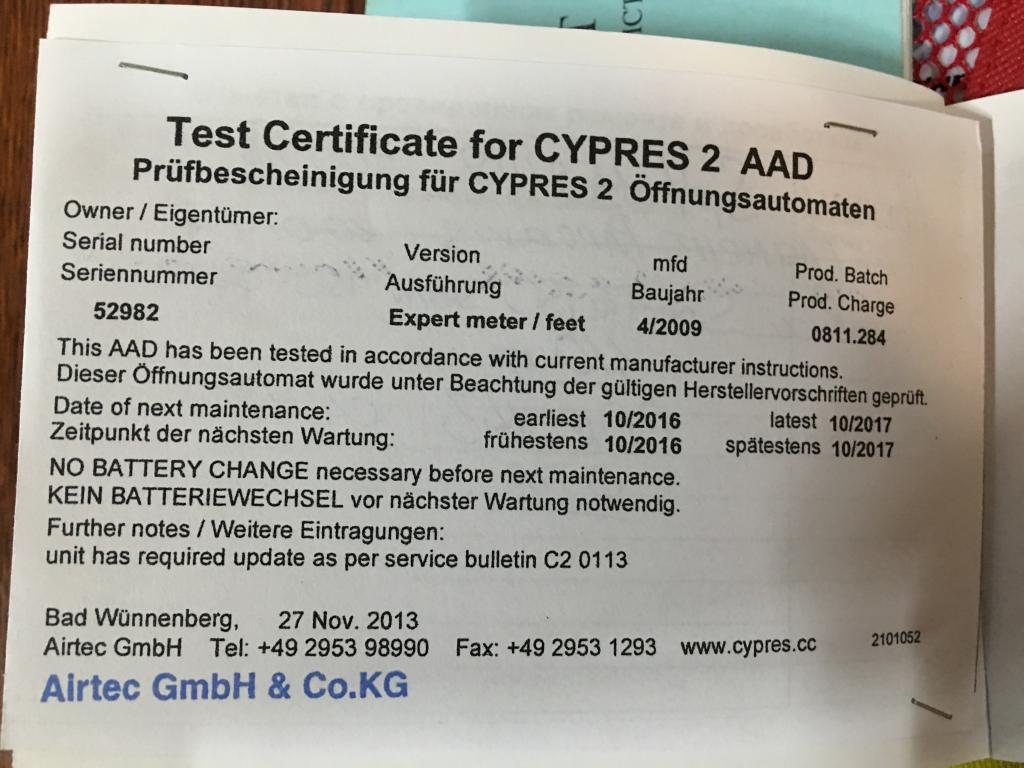 Test Certificate for CYPRES 2 AAD
Prüfbescheinigung für CYPRES 2 Öffnungsautomaten
Owner / Eigentümer:
Serial number Version mfd Prod. Batch
Seriennummer Ausführung Baujahr Prod. Charge
52982 Expert meter / feet 4/2009 0811.284
This AAD has been tested in accordance with current manufacturer instructions.
Dieser Öffnungsautomat wurde unter Beachtung der gültigen Herstellervorschriften geprüft.
Date of next maintenance: earliest 10/2016 latest 10/2017
Zeitpunkt der nächsten Wartung: frühestens 10/2016 spätestens 10/2017
NO BATTERY CHANGE necessary before next maintenance.
KEIN BATTERIEWECHSEL vor nächster Wartung notwendig.
Further notes / Weitere Eintragungen:
unit has required update as per service bulletin C2 0113
Bad Wünnenberg, 27 Nov. 2013
Airtec GmbH Tel: +49 2953 98990 Fax: +49 2953 1293 www.cypres.cc 2101052
Airtec GmbH & Co.KG